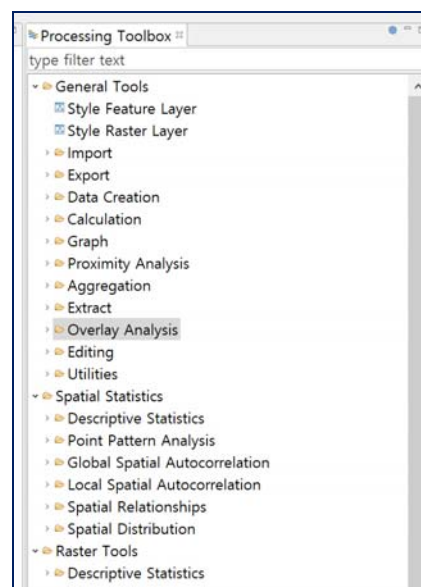 Processing Toolbox
type filter text
General Tools
Style Feature Layer
Style Raster Layer
Import
Export
Data Creation
Calculation
Graph
Proximity Analysis
Aggregation
Extract
Overlay Analysis
Editing
Utilities
Spatial Statistics
Descriptive Statistics
Point Pattern Analysis
Global Spatial Autocorrelation
Local Spatial Autocorrelation
Spatial Relationships
Spatial Distribution
Raster Tools
Descriptive Statistics